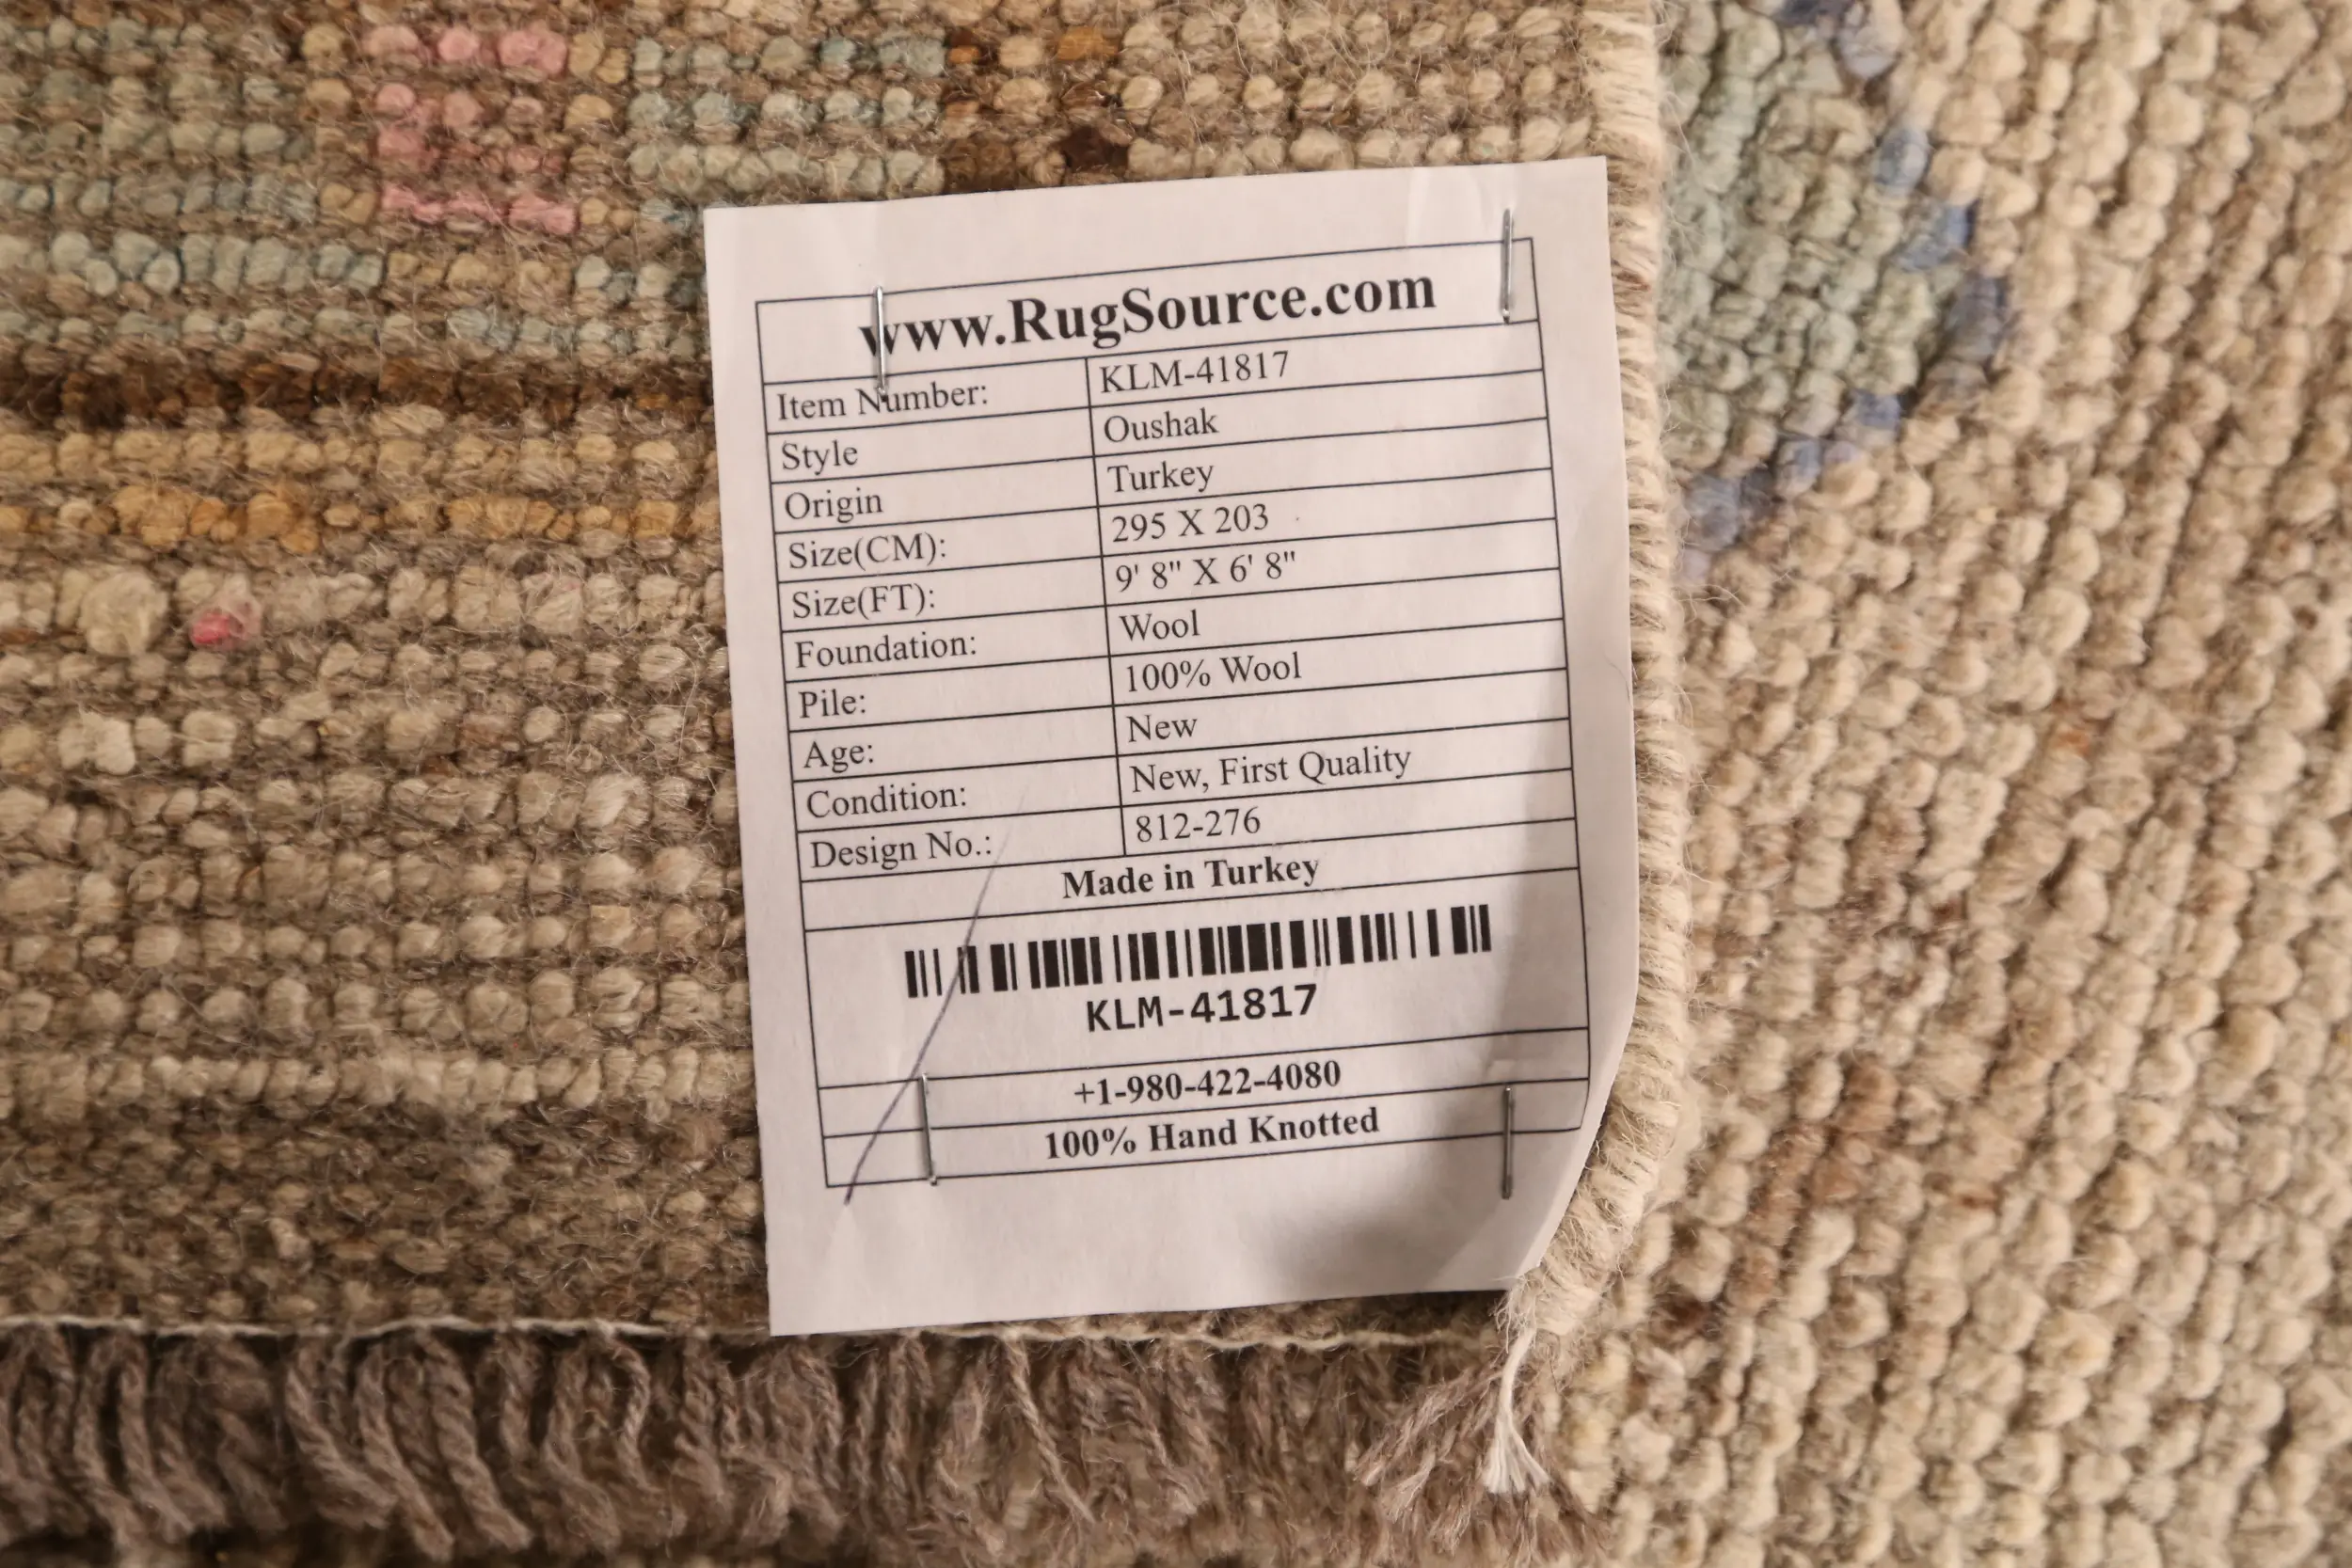 www.RugSource.com
Item Number: KLM-41817
Style Oushak
Origin Turkey
Size(CM): 295 X 203
Size(FT): 9' 8" X 6' 8"
Foundation: Wool
Pile: 100% Wool
Age: New
Condition: New, First Quality
Design No.: 812-276
Made in Turkey
KLM-41817
+1-980-422-4080
100% Hand Knotted